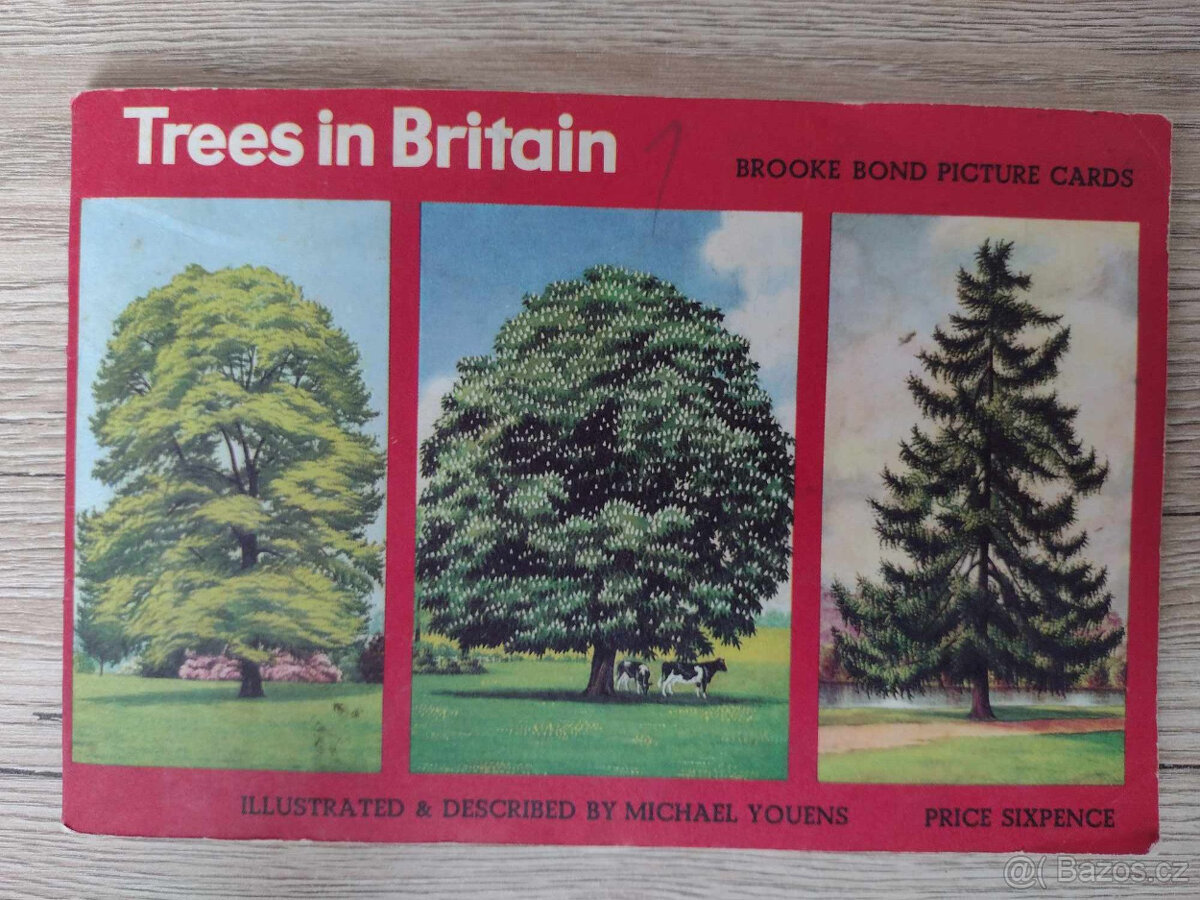 Trees in Britain
BROOKE BOND PICTURE CARDS
ILLUSTRATED & DESCRIBED BY MICHAEL YOUENS
PRICE SIXPENCE
@( Bazos.cz